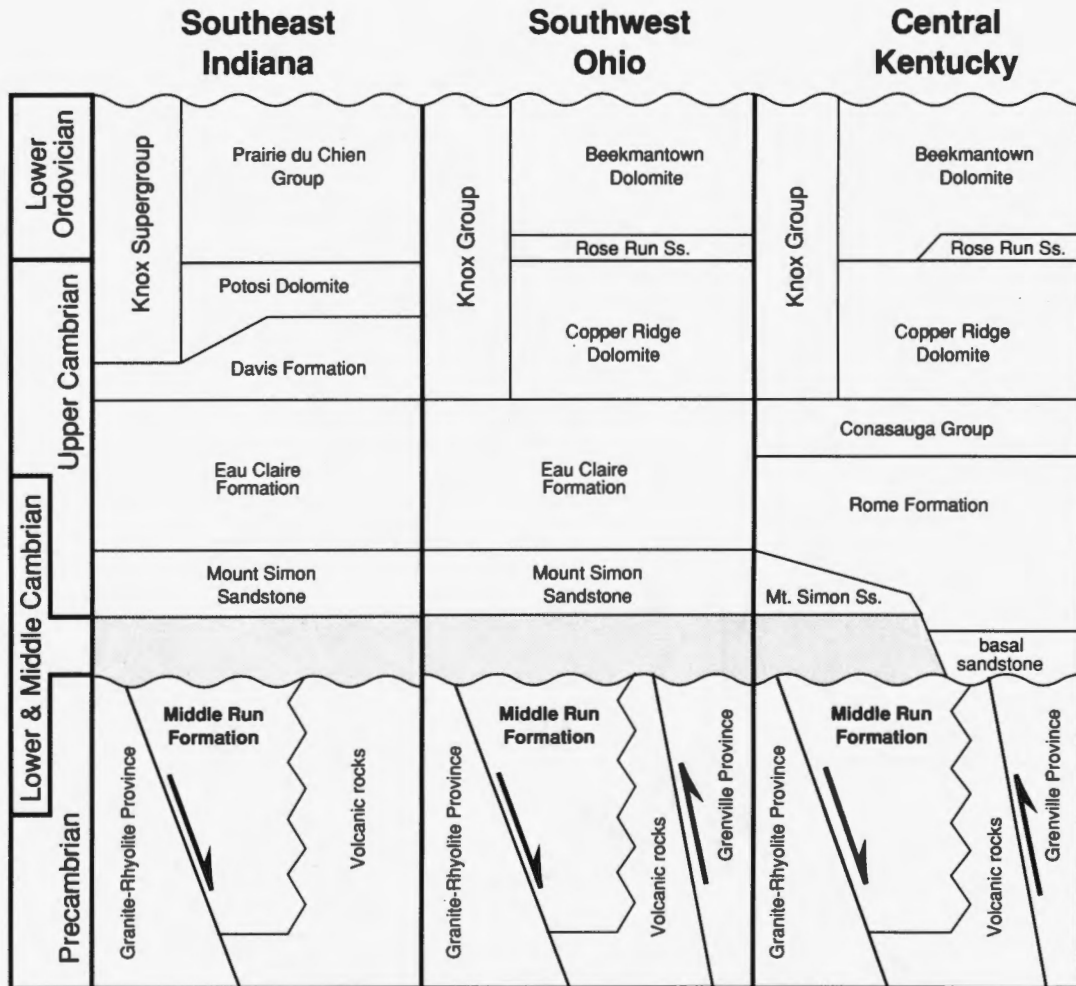 Southeast
Indiana
Southwest
Ohio
Central
Kentucky
Lower
Ordovician
Upper Cambrian
Lower & Middle Cambrian
Precambrian
Knox Supergroup
Prairie du Chien
Group
Potosi Dolomite
Davis Formation
Eau Claire
Formation
Mount Simon
Sandstone
Middle Run
Formation
Granite-Rhyolite Province
Volcanic rocks
Knox Group
Beekmantown
Dolomite
Rose Run Ss.
Copper Ridge
Dolomite
Eau Claire
Formation
Mount Simon
Sandstone
Middle Run
Formation
Granite-Rhyolite Province
Volcanic rocks
Grenville Province
Knox Group
Beekmantown
Dolomite
Rose Run Ss.
Copper Ridge
Dolomite
Conasauga Group
Rome Formation
Mt. Simon Ss.
basal
sandstone
Middle Run
Formation
Granite-Rhyolite Province
Volcanic rocks
Grenville Province